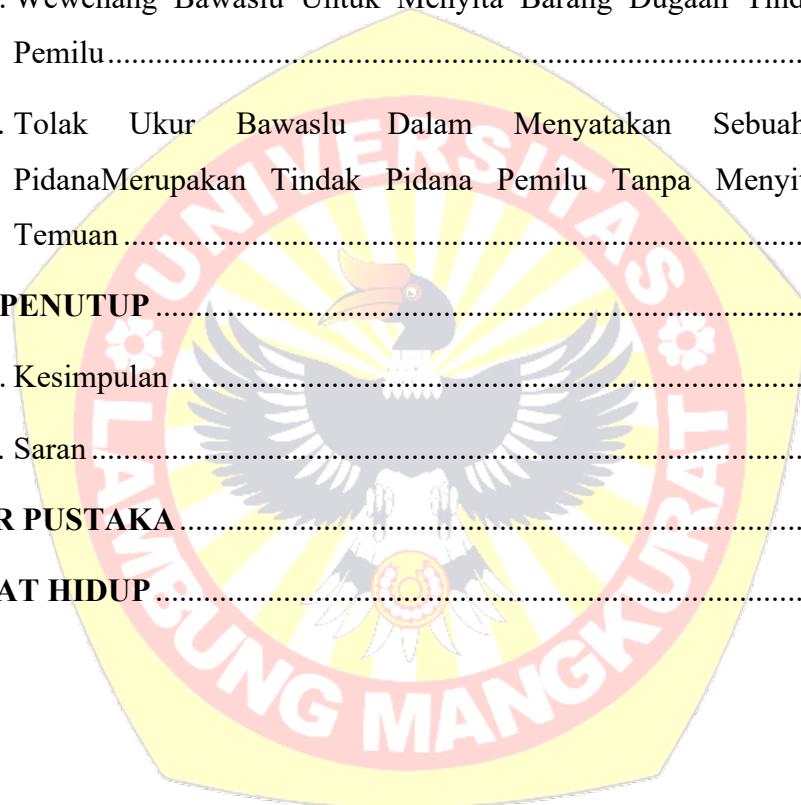 . Wewenang Bawaslu Untuk Menyita Barang Dugaan
Pemilu................................................................
. Tolak Ukur Bawaslu Dalam Menyatakan Sebuah
PidanaMerupakan Tindak Pidana Pemilu Tanpa
Temuan................................................................
PENUTUP................................................................
. Kesimpulan................................................................
. Saran................................................................
R PUSTAKA................................................................
AT HIDUP................................................................
UNIVERSITAS
LAMBUNG MANGKURAT